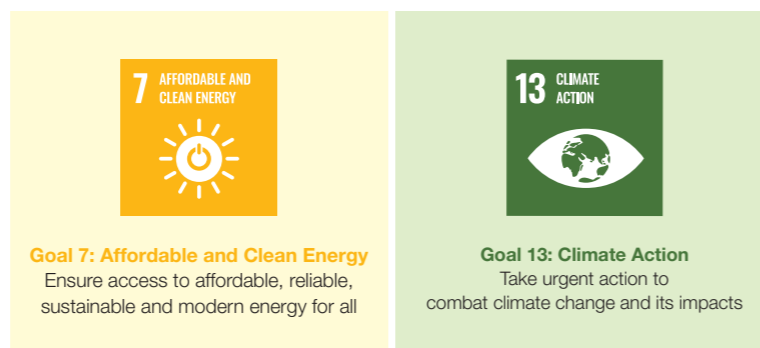 7 AFFORDABLE AND
CLEAN ENERGY
Goal 7: Affordable and Clean Energy
Ensure access to affordable, reliable,
sustainable and modern energy for all
13 CLIMATE
ACTION
Goal 13: Climate Action
Take urgent action to
combat climate change and its impacts